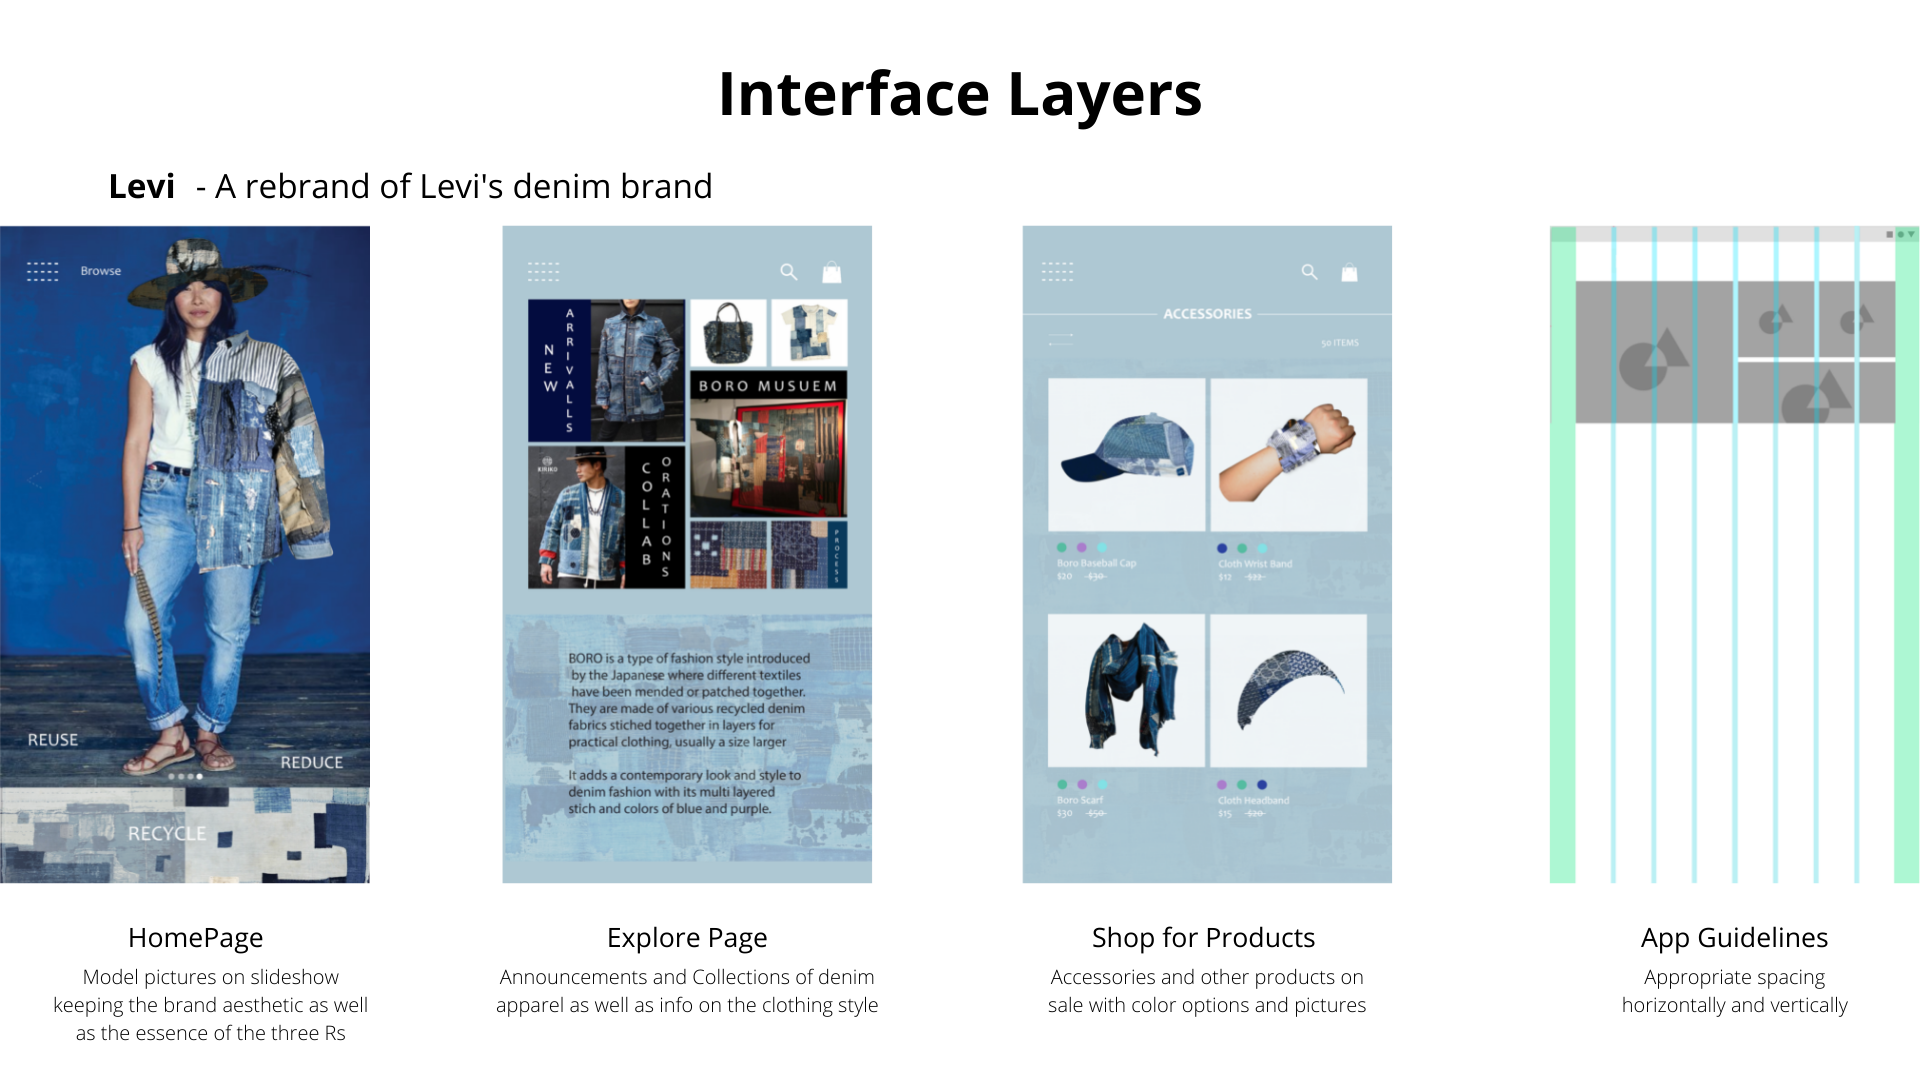 Interface Layers
Levi - A rebrand of Levi's denim brand
Browse
REUSE
REDUCE
RECYCLE
NEW
ARRIVALLS
BORO MUSUEM
KIRIKO
COLLAB
ORATIONS
PROCESS
BORO is a type of fashion style introduced
by the Japanese where different textiles
have been mended or patched together.
They are made of various recycled denim
fabrics stiched together in layers for
practical clothing, usually a size larger
It adds a contemporary look and style to
denim fashion with its multi layered
stich and colors of blue and purple.
ACCESSORIES
50 ITEMS
Boro Baseball Cap
$20 $30
Cloth Wrist Band
$12 $22
Boro Scarf
$30 $50
Cloth Headband
$15 $20
HomePage
Model pictures on slideshow
keeping the brand aesthetic as well
as the essence of the three Rs
Explore Page
Announcements and Collections of denim
apparel as well as info on the clothing style
Shop for Products
Accessories and other products on
sale with color options and pictures
App Guidelines
Appropriate spacing
horizontally and vertically